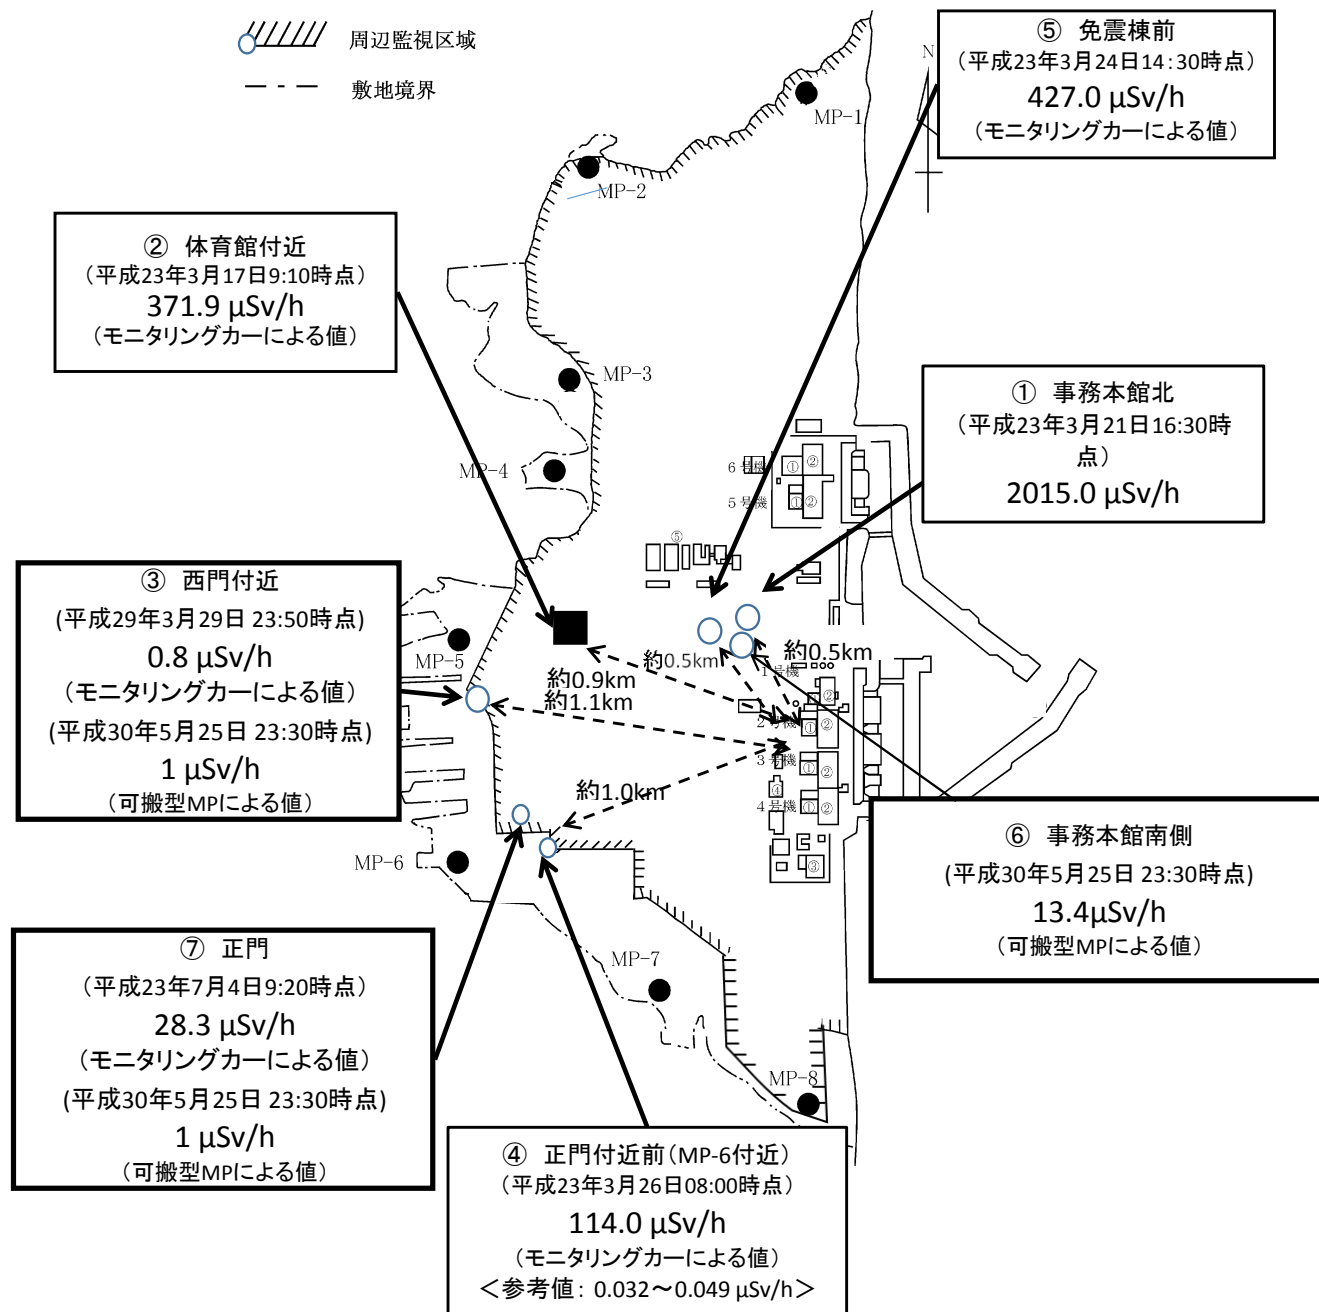 周辺監視区域
敷地境界
⑤ 免震棟前
（平成23年3月24日14：30時点）
427.0 μSv/h
（モニタリングカーによる値）
N
MP-1
MP-2
② 体育館付近
（平成23年3月17日9:10時点）
371.9 μSv/h
（モニタリングカーによる値）
MP-3
① 事務本館北
（平成23年3月21日16:30時
点）
2015.0 μSv/h
MP-4
6号機
①
②
5号機
①
②
⑤
③ 西門付近
(平成29年3月29日 23:50時点)
0.8 μSv/h
（モニタリングカーによる値）
(平成30年5月25日 23:30時点)
1 μSv/h
（可搬型MPによる値）
MP-5
約0.5km
約0.5km
約0.9km
約1.1km
1号機
②
2号機
①
②
3号機
①
②
④
約1.0km
4号機
①
②
③
⑥ 事務本館南側
(平成30年5月25日 23:30時点)
13.4μSv/h
（可搬型MPによる値）
MP-6
⑦ 正門
（平成23年7月4日9:20時点）
28.3 μSv/h
（モニタリングカーによる値）
(平成30年5月25日 23:30時点)
1 μSv/h
（可搬型MPによる値）
MP-7
MP-8
④ 正門付近前（MP-6付近）
（平成23年3月26日08:00時点）
114.0 μSv/h
（モニタリングカーによる値）
＜参考値： 0.032～0.049 μSv/h＞